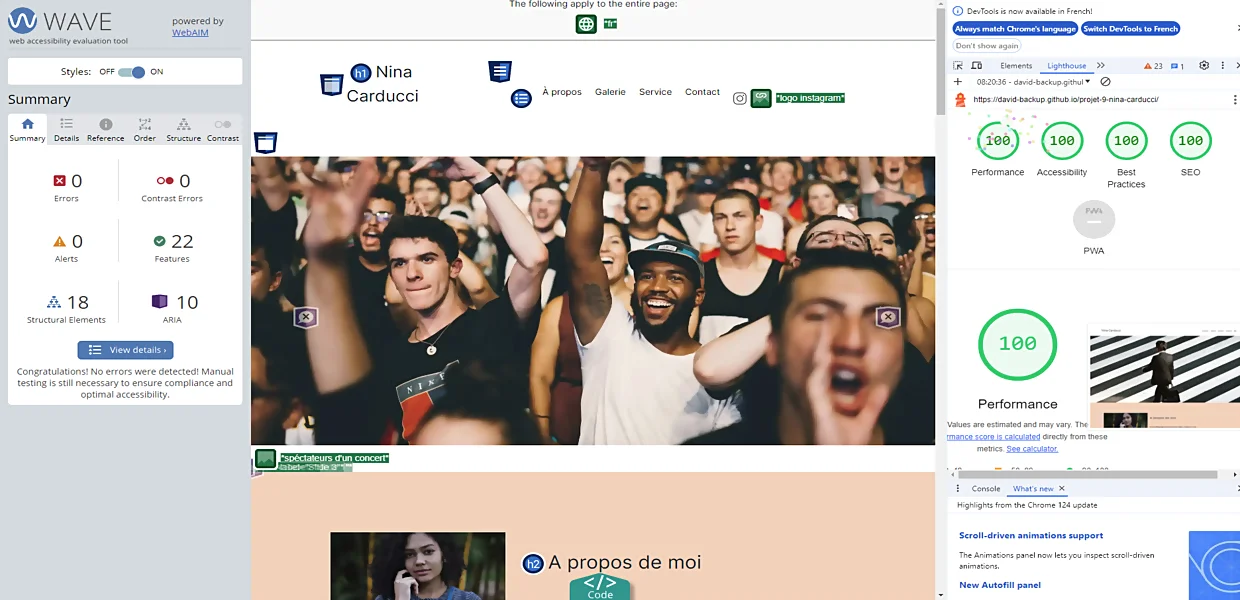 WAVE
web accessibility evaluation tool
powered by
WebAIM
Styles: OFF ON
Summary
Summary Details Reference Order Structure Contrast
0 0
Errors Contrast Errors
0 22
Alerts Features
18 10
Structural Elements ARIA
View details ›
Congratulations! No errors were detected! Manual
testing is still necessary to ensure compliance and
optimal accessibility.
The following apply to the entire page:
"fr"
h1 Nina
Carducci
À propos Galerie Service Contact
"logo instagram"
"spéctateurs d'un concert"
label="Slide 3"
h2 A propos de moi
</>
Code
DevTools is now available in French!
Always match Chrome's language Switch DevTools to French
Don't show again
Elements Lighthouse 23 1
08:20:36 - david-backup.githul
https://david-backup.github.io/projet-9-nina-carducci/
100 100 100 100
Performance Accessibility Best
Practices SEO
PWA
PWA
100
Performance
Values are estimated and may vary. The
rmance score is calculated directly from these
metrics. See calculator.
Console What's new
Highlights from the Chrome 124 update
Scroll-driven animations support
The Animations panel now lets you inspect scroll-driven
animations.
New Autofill panel